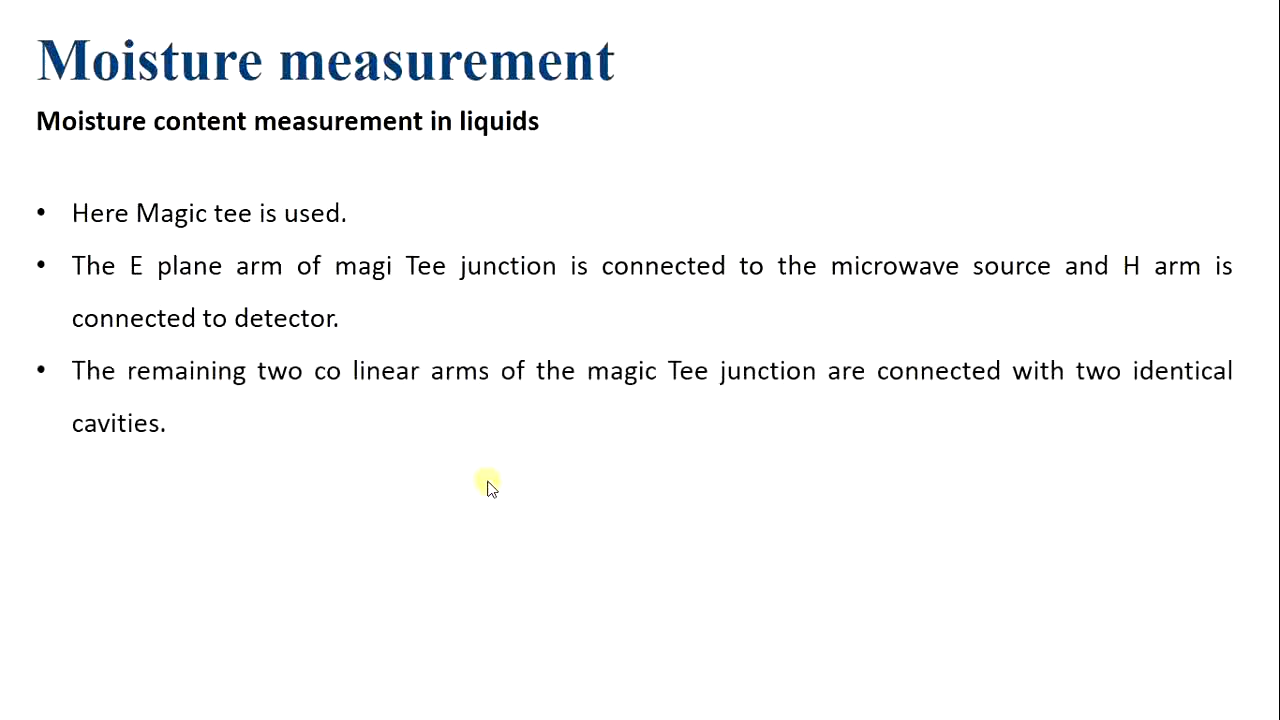 Moisture measurement
Moisture content measurement in liquids
• Here Magic tee is used.
• The E plane arm of magi Tee junction is connected to the microwave source and H arm is
connected to detector.
• The remaining two co linear arms of the magic Tee junction are connected with two identical
cavities.